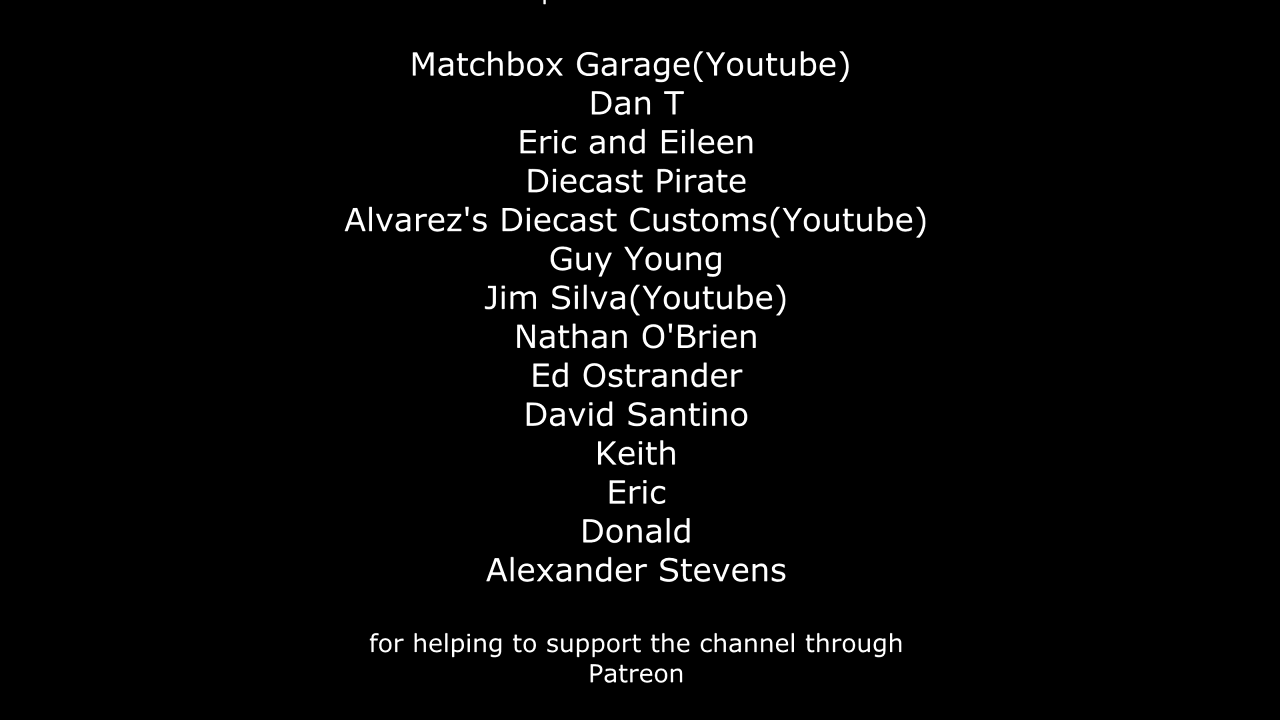 Matchbox Garage(Youtube)
Dan T
Eric and Eileen
Diecast Pirate
Alvarez's Diecast Customs(Youtube)
Guy Young
Jim Silva(Youtube)
Nathan O'Brien
Ed Ostrander
David Santino
Keith
Eric
Donald
Alexander Stevens
for helping to support the channel through
Patreon